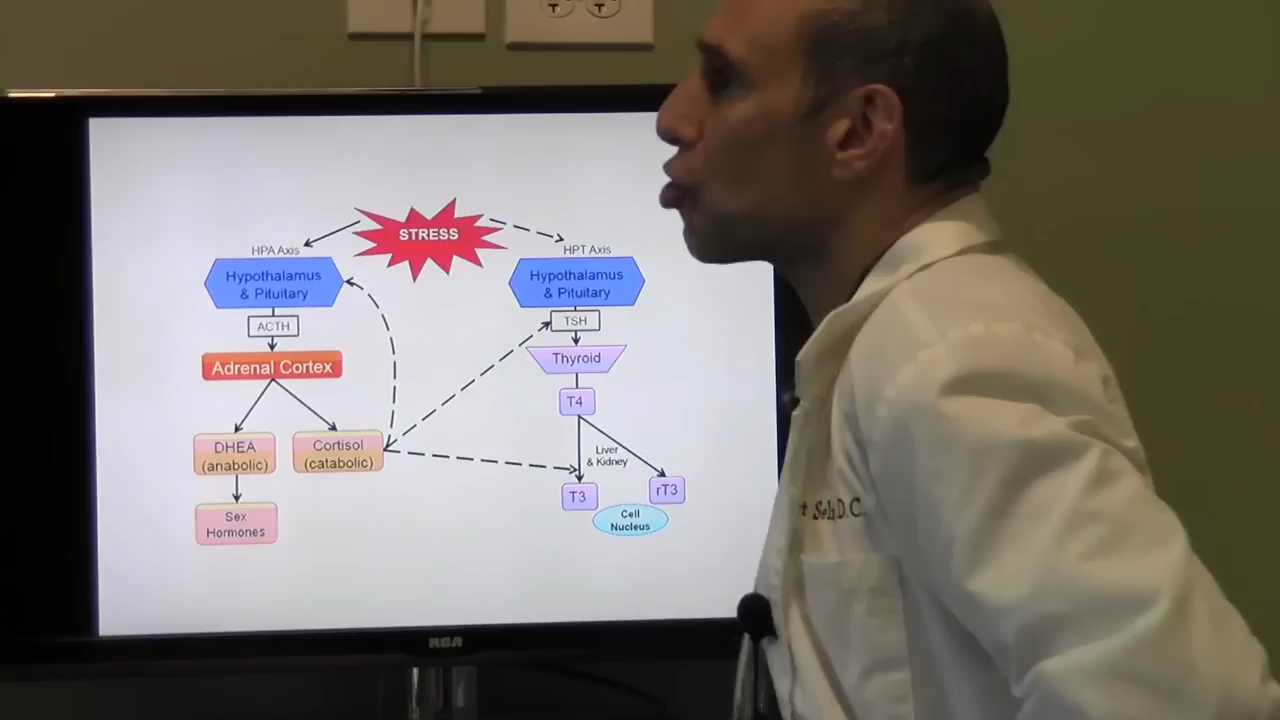 STRESS
HPA Axis
Hypothalamus
& Pituitary
ACTH
Adrenal Cortex
DHEA
(anabolic)
Cortisol
(catabolic)
Sex
Hormones
HPT Axis
Hypothalamus
& Pituitary
TSH
Thyroid
T4
Liver
& Kidney
T3
rT3
Cell
Nucleus
RCA
D.C.